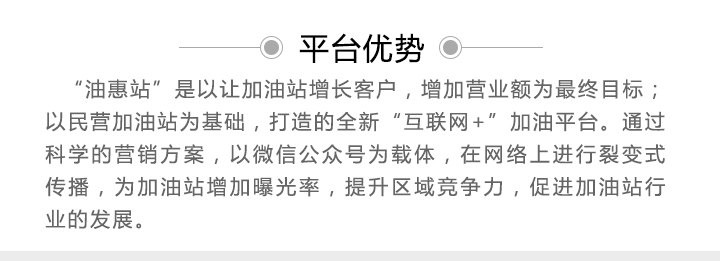 平台优势
“油惠站”是以让加油站增长客户，增加营业额为最终目标；
以民营加油站为基础，打造的全新“互联网+”加油平台。通过
科学的营销方案，以微信公众号为载体，在网络上进行裂变式
传播，为加油站增加曝光率，提升区域竞争力，促进加油站行
业的发展。